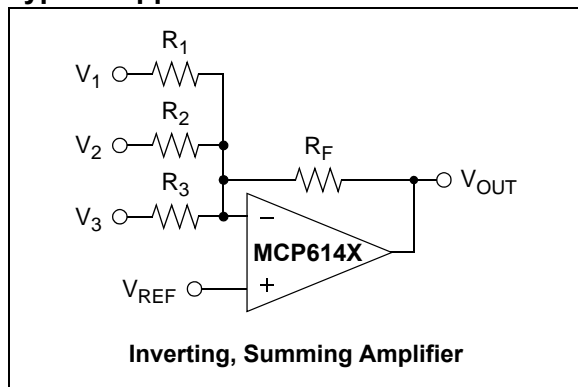 R1
V1
R2
V2
RF
VOUT
R3
V3
−
MCP614X
VREF
+
Inverting, Summing Amplifier